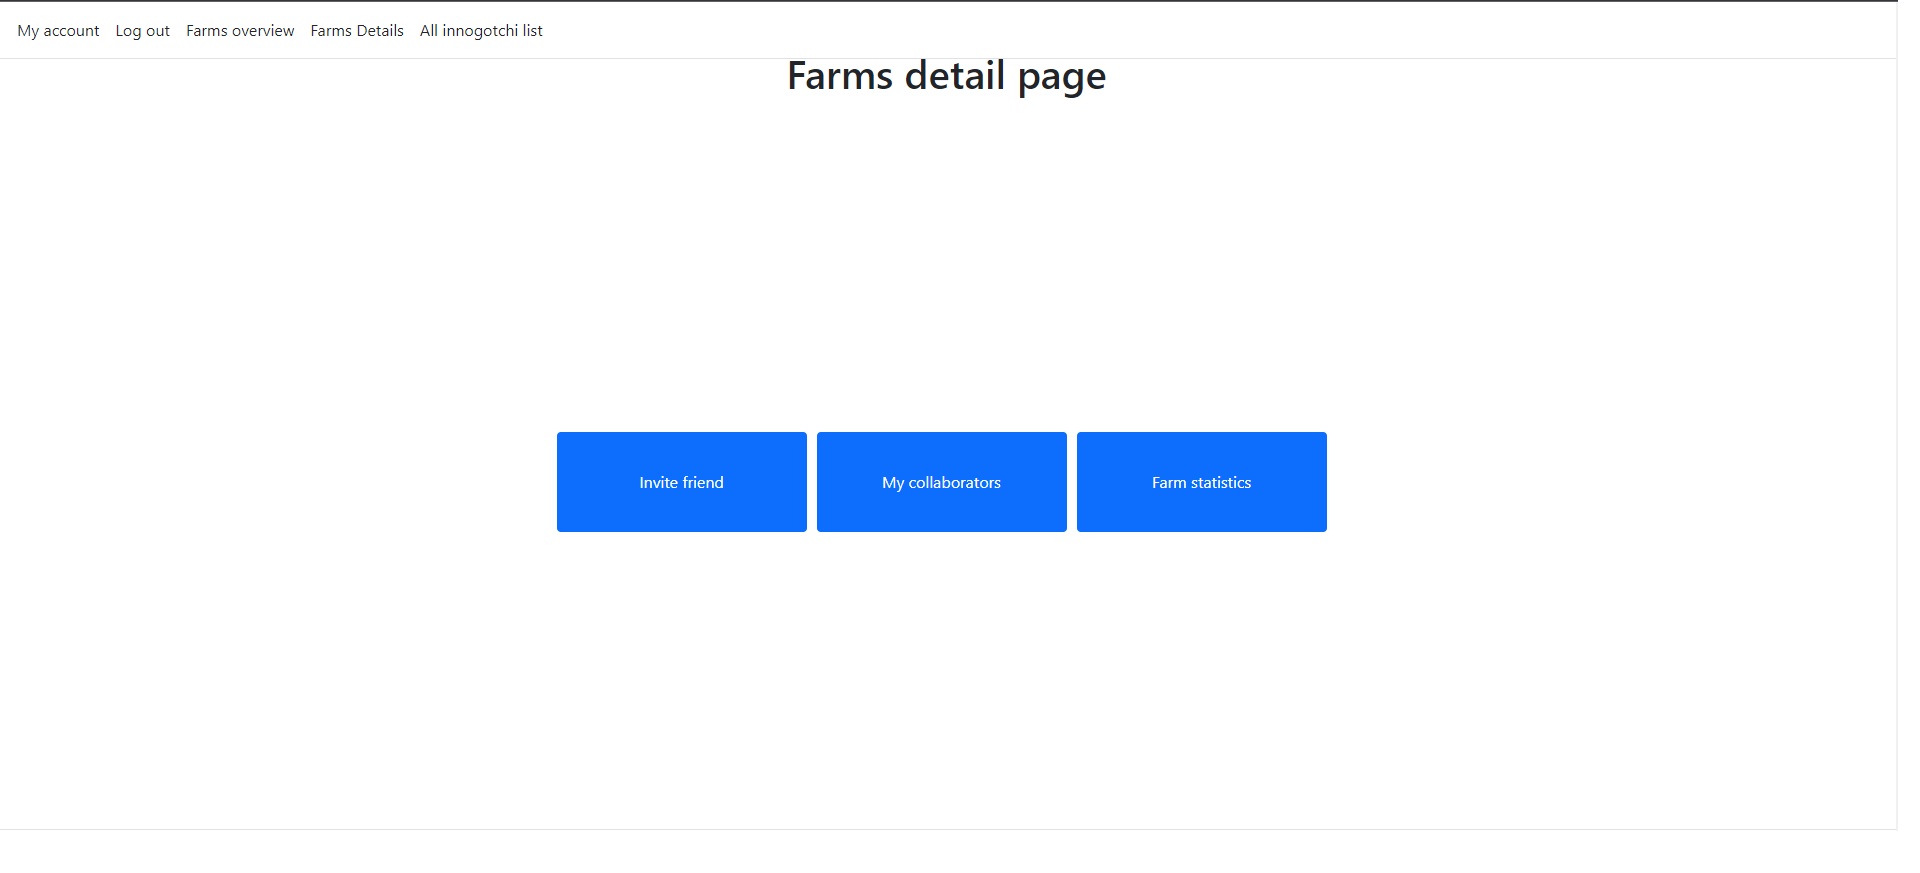 My account Log out Farms overview Farms Details All innogotchi list
Farms detail page
Invite friend My collaborators Farm statistics